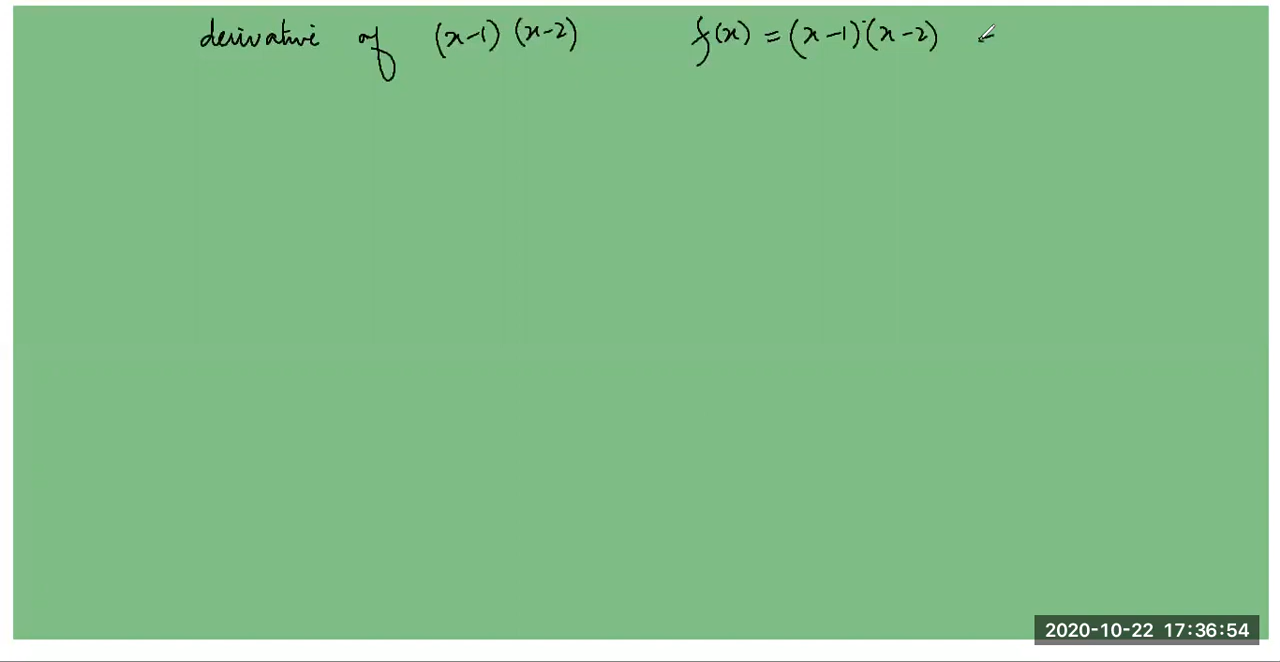 derivative of (x-1) (x-2) f(x) = (x-1)(x-2)
2020-10-22 17:36:54